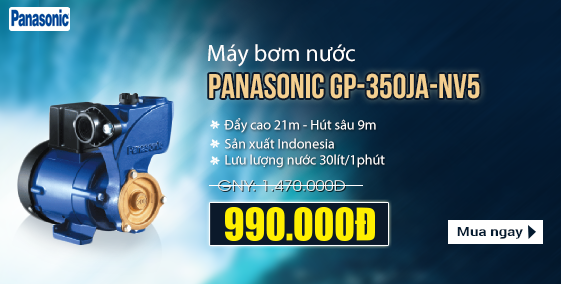 Panasonic
Máy bơm nước
PANASONIC GP-350JA-NV5
Đẩy cao 21m - Hút sâu 9m
Sản xuất Indonesia
Lưu lượng nước 30lít/1phút
GNY: 1.470.000Đ
990.000Đ
Mua ngay
Panasonic